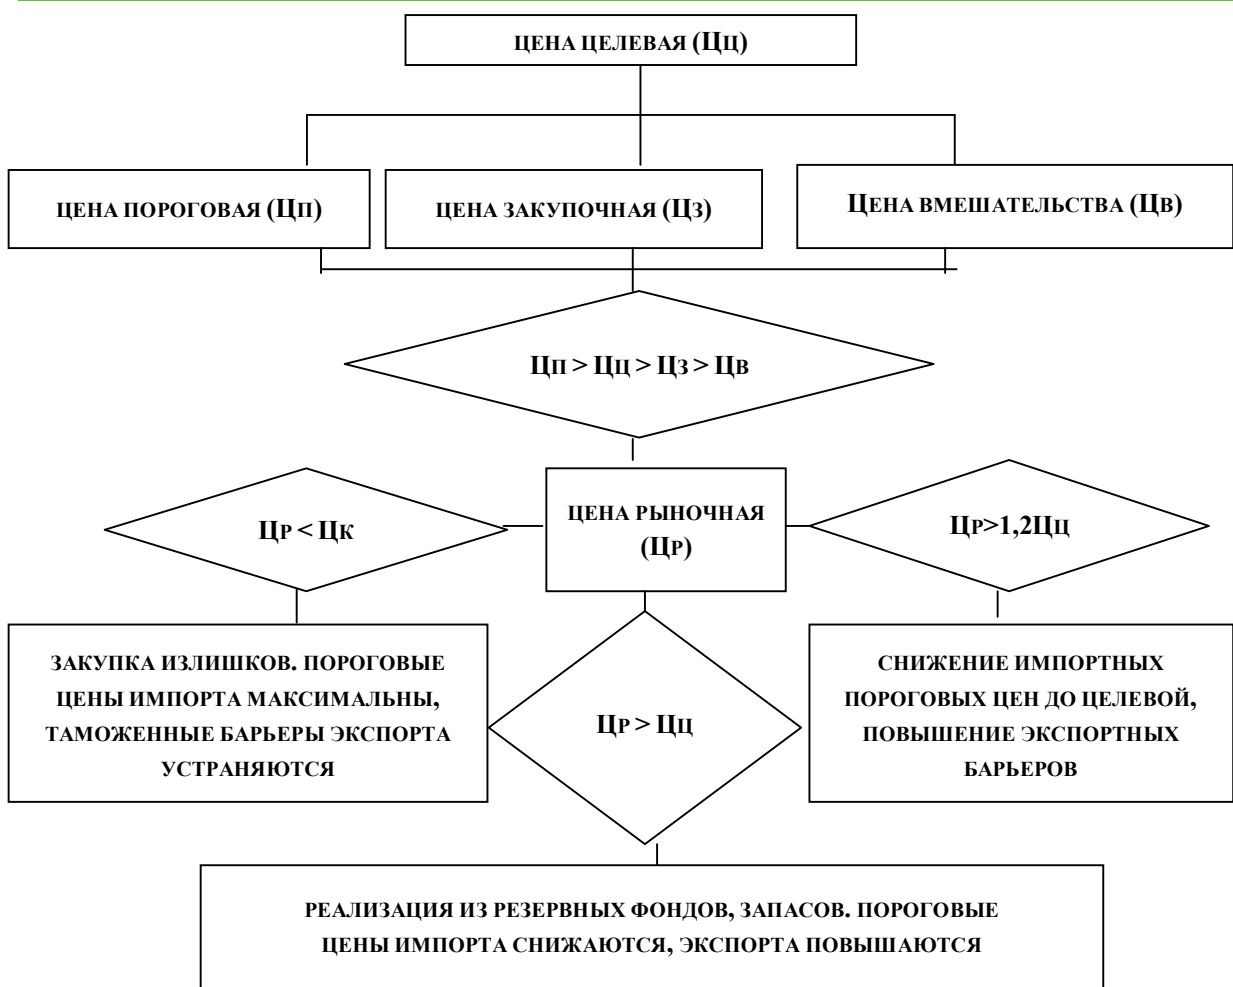 ЦЕНА ЦЕЛЕВАЯ (ЦЦ)
ЦЕНА ПОРОГОВАЯ (ЦП)
ЦЕНА ЗАКУПОЧНАЯ (ЦЗ)
ЦЕНА ВМЕШАТЕЛЬСТВА (ЦВ)
ЦП > ЦЦ > ЦЗ > ЦВ
ЦР < ЦК
ЦЕНА РЫНОЧНАЯ
(ЦР)
ЦР>1,2ЦЦ
ЗАКУПКА ИЗЛИШКОВ. ПОРОГОВЫЕ
ЦЕНЫ ИМПОРТА МАКСИМАЛЬНЫ,
ТАМОЖЕННЫЕ БАРЬЕРЫ ЭКСПОРТА
УСТРАНЯЮТСЯ
ЦР > ЦЦ
СНИЖЕНИЕ ИМПОРТНЫХ
ПОРОГОВЫХ ЦЕН ДО ЦЕЛЕВОЙ,
ПОВЫШЕНИЕ ЭКСПОРТНЫХ
БАРЬЕРОВ
РЕАЛИЗАЦИЯ ИЗ РЕЗЕРВНЫХ ФОНДОВ, ЗАПАСОВ. ПОРОГОВЫЕ
ЦЕНЫ ИМПОРТА СНИЖАЮТСЯ, ЭКСПОРТА ПОВЫШАЮТСЯ